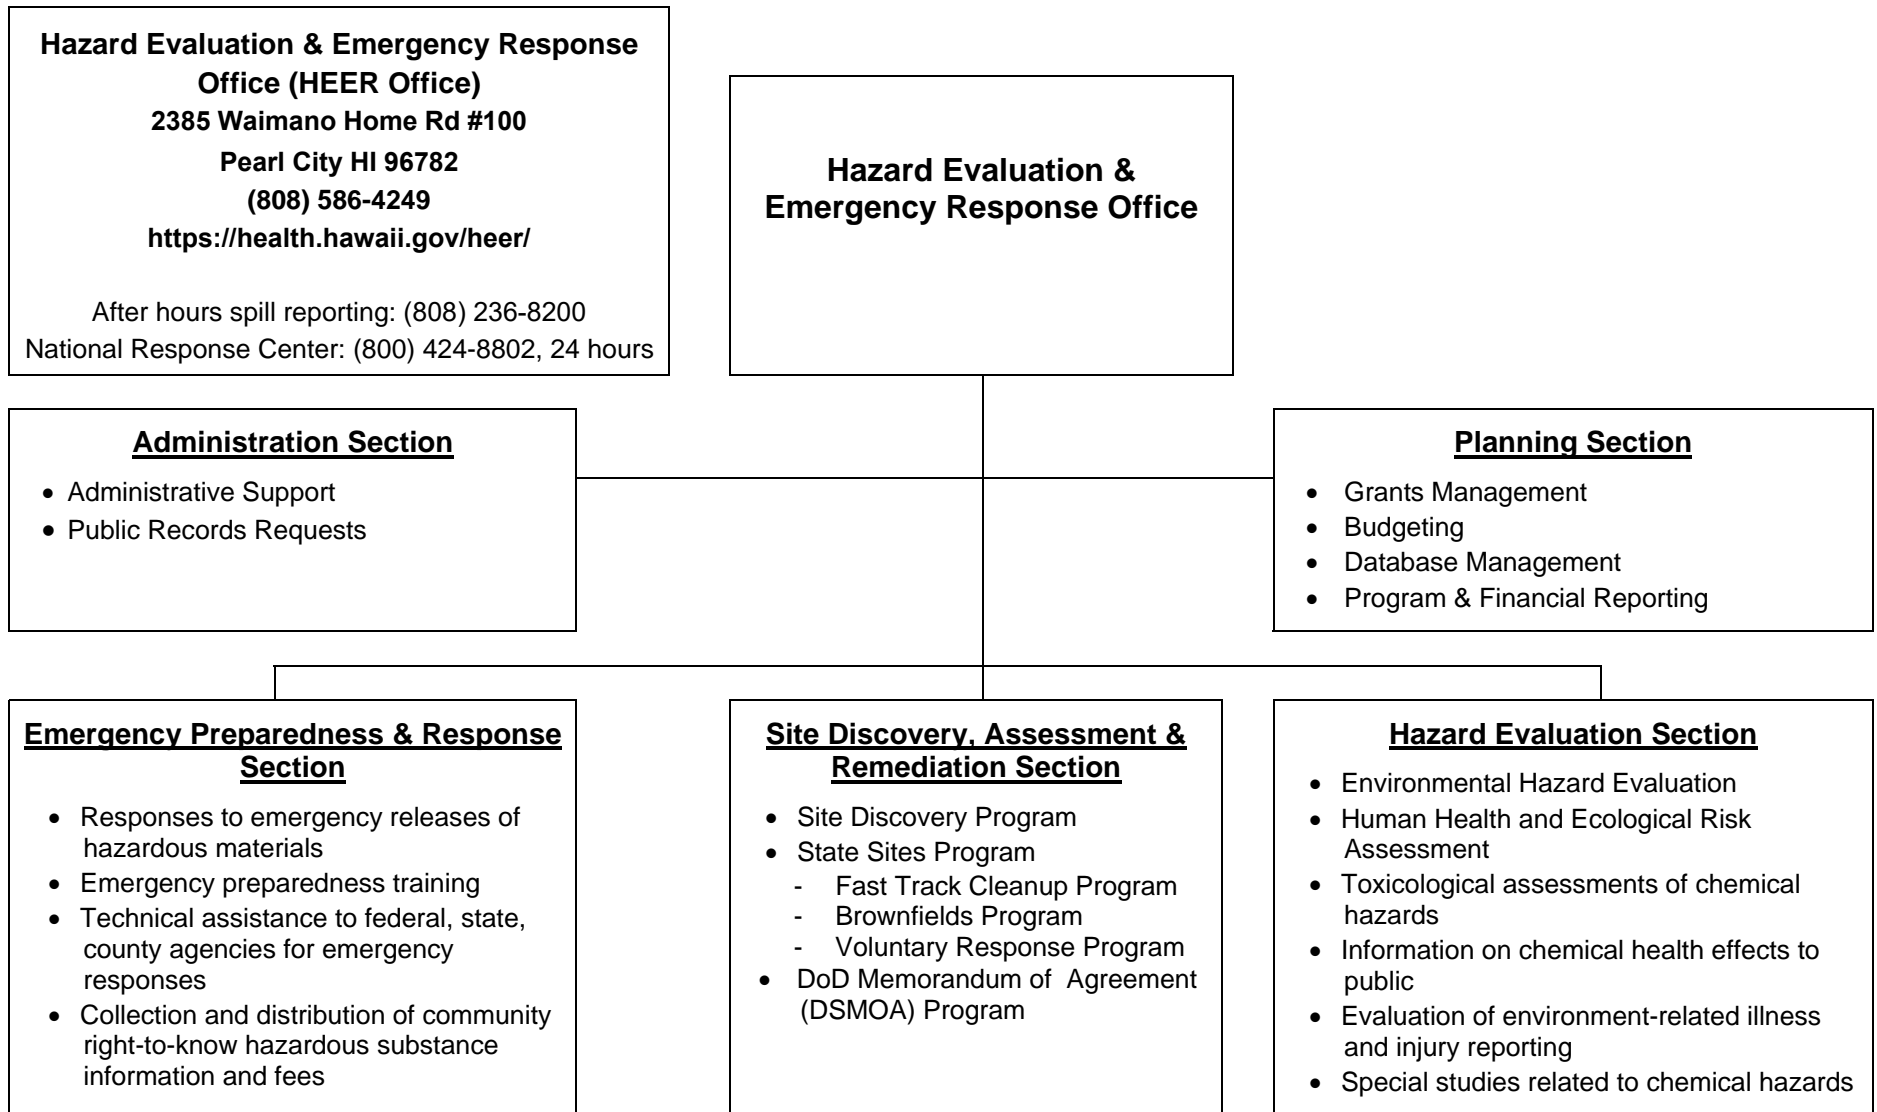 Hazard Evaluation & Emergency Response
Office (HEER Office)
2385 Waimano Home Rd #100
Pearl City HI 96782
(808) 586-4249
https://health.hawaii.gov/heer/
After hours spill reporting: (808) 236-8200
National Response Center: (800) 424-8802, 24 hours
Hazard Evaluation &
Emergency Response Office
Administration Section
• Administrative Support
• Public Records Requests
Planning Section
• Grants Management
• Budgeting
• Database Management
• Program & Financial Reporting
Emergency Preparedness & Response
Section
• Responses to emergency releases of
hazardous materials
• Emergency preparedness training
• Technical assistance to federal, state,
county agencies for emergency
responses
• Collection and distribution of community
right-to-know hazardous substance
information and fees
Site Discovery, Assessment &
Remediation Section
• Site Discovery Program
• State Sites Program
- Fast Track Cleanup Program
- Brownfields Program
- Voluntary Response Program
• DoD Memorandum of Agreement
(DSMOA) Program
Hazard Evaluation Section
• Environmental Hazard Evaluation
• Human Health and Ecological Risk
Assessment
• Toxicological assessments of chemical
hazards
• Information on chemical health effects to
public
• Evaluation of environment-related illness
and injury reporting
• Special studies related to chemical hazards